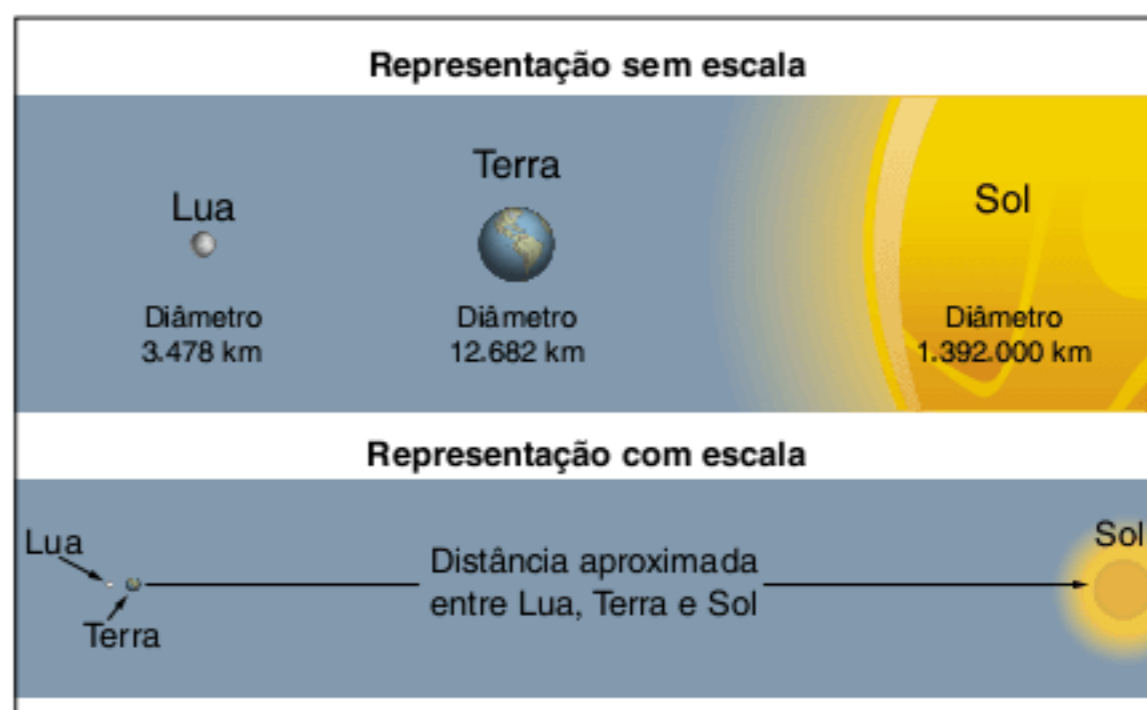 Representação sem escala
Lua
Terra
Sol
Diâmetro
3.478 km
Diâmetro
12.682 km
Diâmetro
1.392.000 km
Representação com escala
Lua
Terra
Distância aproximada
entre Lua, Terra e Sol
Sol